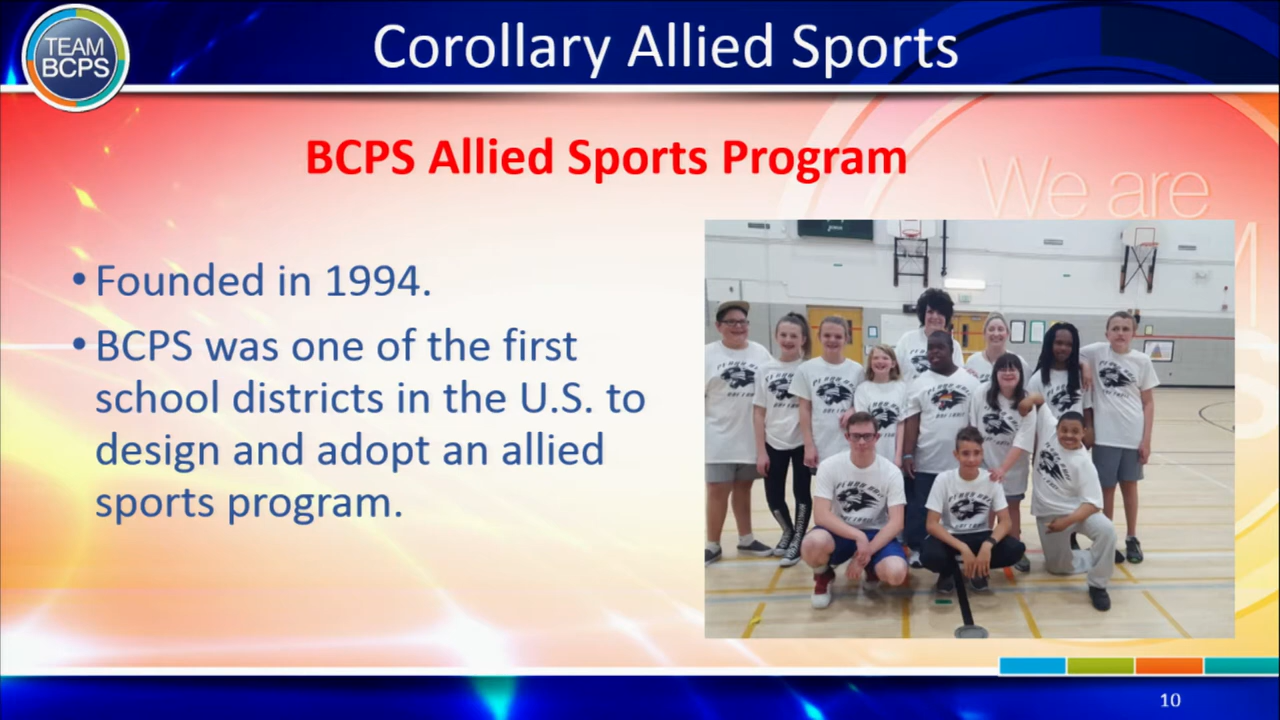 TEAM
BCPS
Corollary Allied Sports
BCPS Allied Sports Program
We are
• Founded in 1994.
• BCPS was one of the first
school districts in the U.S. to
design and adopt an allied
sports program.
10